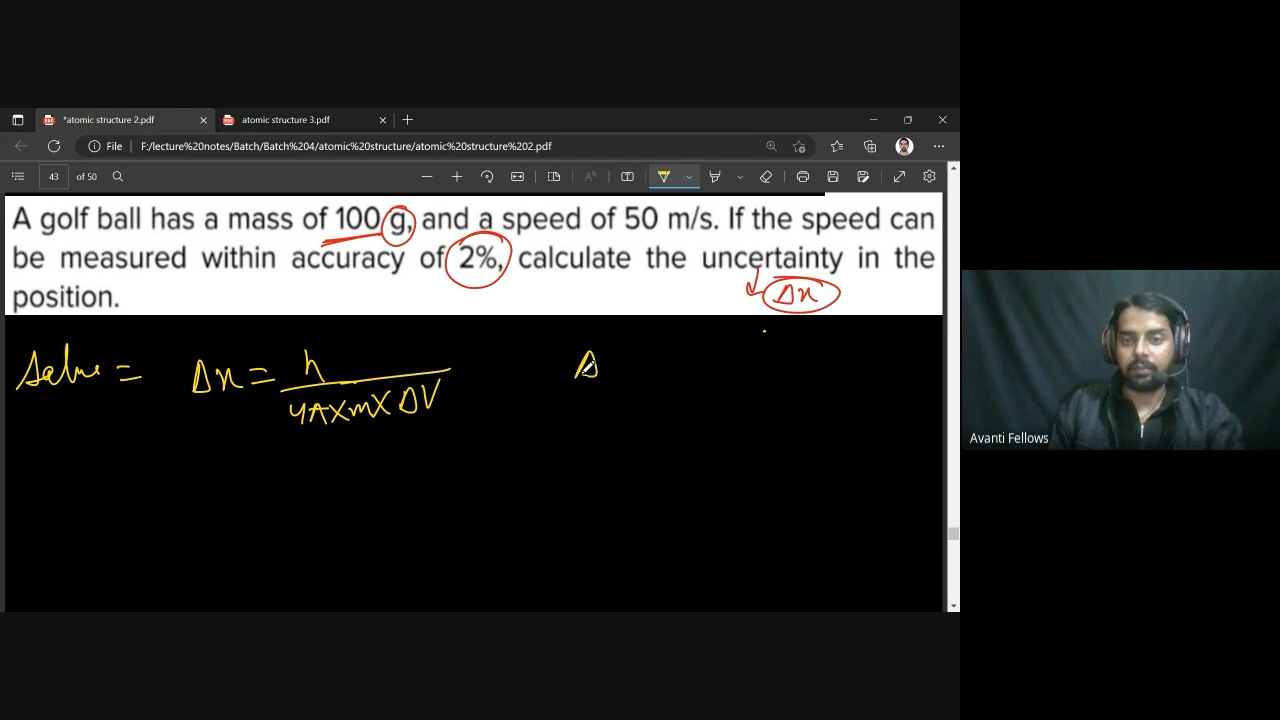 *atomic structure 2.pdf
atomic structure 3.pdf
File F:/lecture%20notes/Batch/Batch%204/atomic%20structure/atomic%20structure%202.pdf
43 of 50
A golf ball has a mass of 100 g, and a speed of 50 m/s. If the speed can
be measured within accuracy of 2%, calculate the uncertainty in the
position.
Δx
Δx = h
4π×m×ΔV
Δ
Avanti Fellows